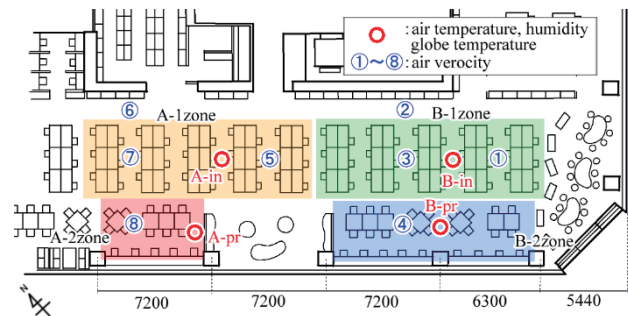 : air temperature, humidity
globe temperature
①～⑧ : air verocity
⑥
②
A-1zone
B-1zone
⑦
⑤
③
①
A-in
B-in
B-pr
⑧
④
A-2zone
A-pr
B-2zone
N
7200
7200
7200
6300
5440